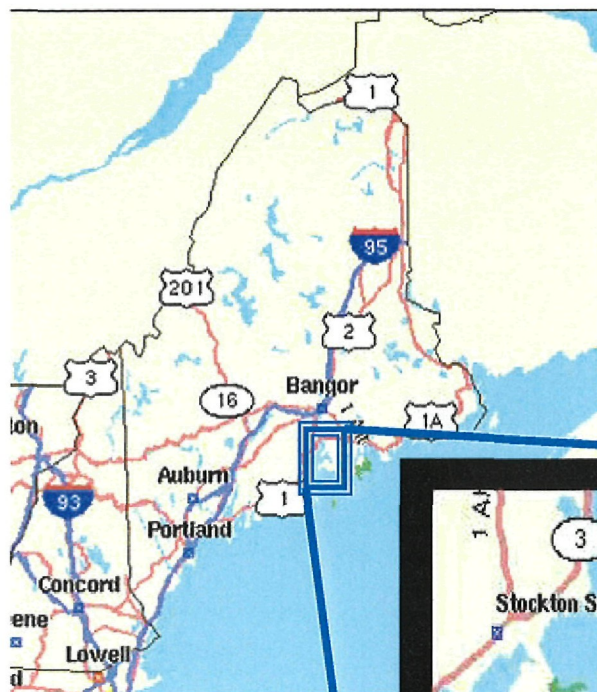 1
95
201
2
3
Bangor
16
1A
ton
Auburn
1
93
Portland
3
Concord
Stockton S
ene
Lowell
d